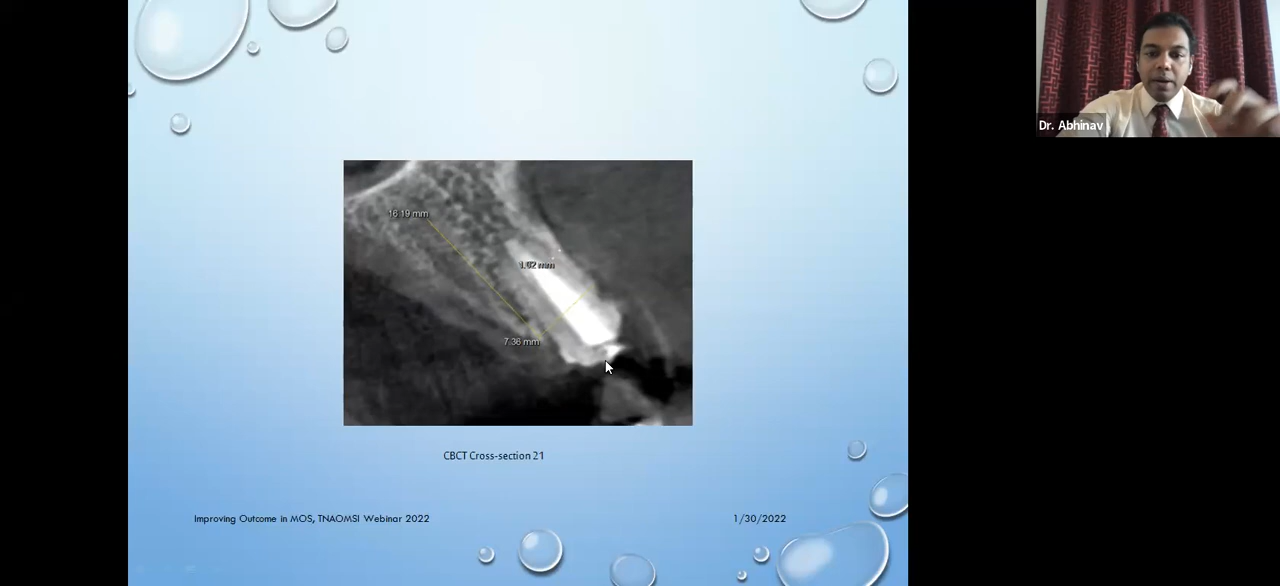 Dr. Abhinav
16.19 mm
1.02 mm
7.36 mm
CBCT Cross-section 21
Improving Outcome in MOS, TNAOMSI Webinar 2022
1/30/2022